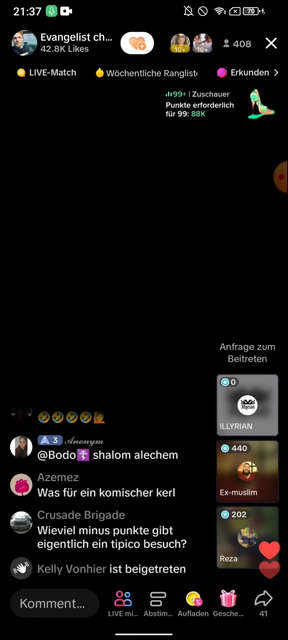 21:37
70
Evangelist ch...
42.8K Likes
10+
10+
408
LIVE-Match
Wöchentliche Rangliste
Erkunden
99+ | Zuschauer
Punkte erforderlich
für 99: 88K
Anfrage zum
Beitreten
0
ILLYRIAN
3 Anonym
@Bodo shalom alechem
440
Ex-muslim
Azemez
Was für ein komischer kerl
Crusade Brigade
Wieviel minus punkte gibt
eigentlich ein tipico besuch?
202
Reza
Kelly Vonhier ist beigetreten
Komment...
LIVE mi...
Abstim...
Aufladen
Gesche...
41